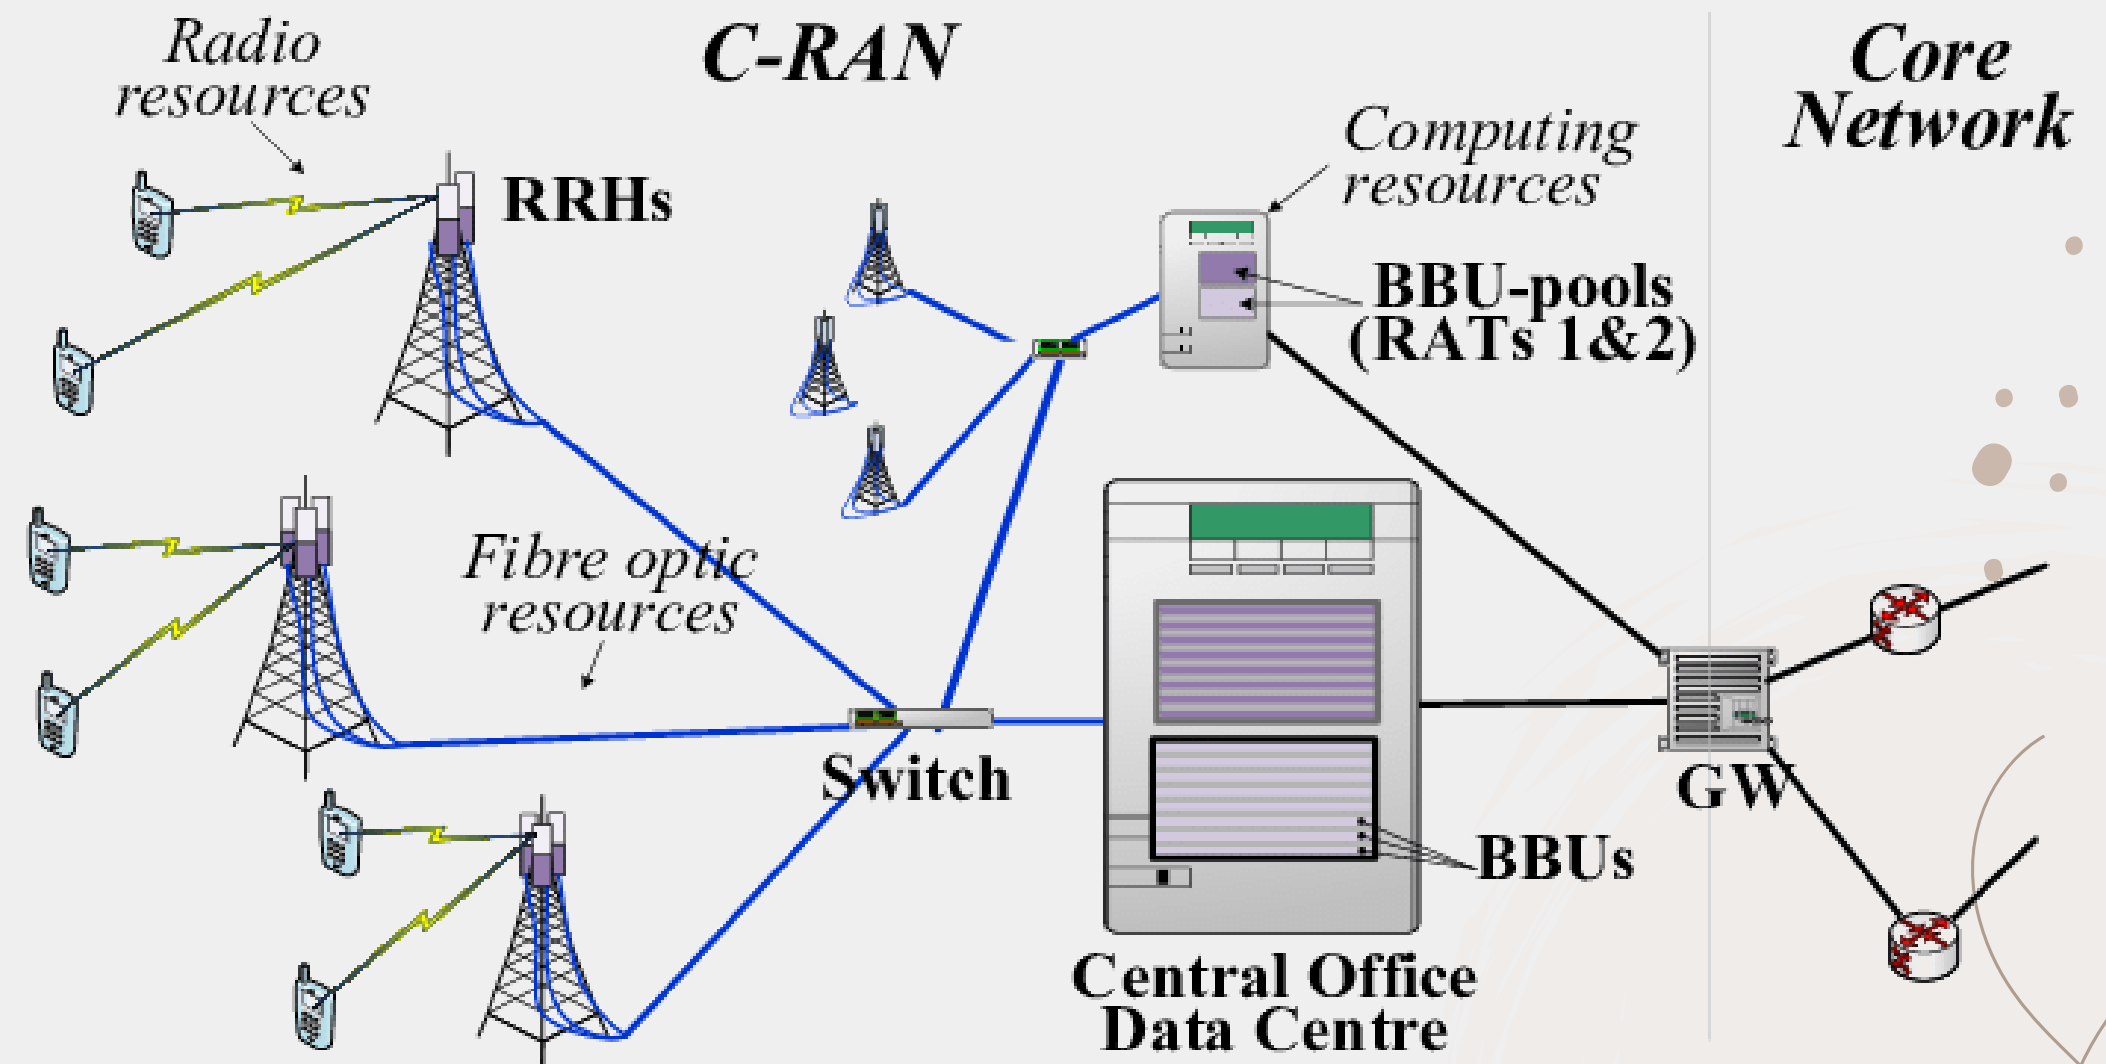 Radio
resources
C-RAN
Core
Network
Computing
resources
RRHs
BBU-pools
(RATs 1&2)
Fibre optic
resources
Switch
GW
BBUs
Central Office
Data Centre